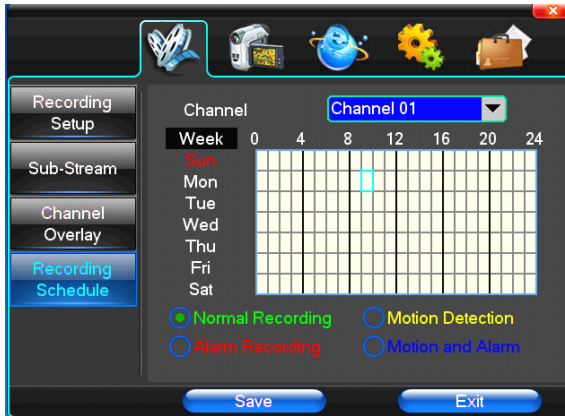 Recording
Setup
Sub-Stream
Channel
Overlay
Recording
Schedule
Channel Channel 01
Week 0 4 8 12 16 20 24
Sun
Mon
Tue
Wed
Thu
Fri
Sat
Normal Recording Motion Detection
Alarm Recording Motion and Alarm
Save Exit